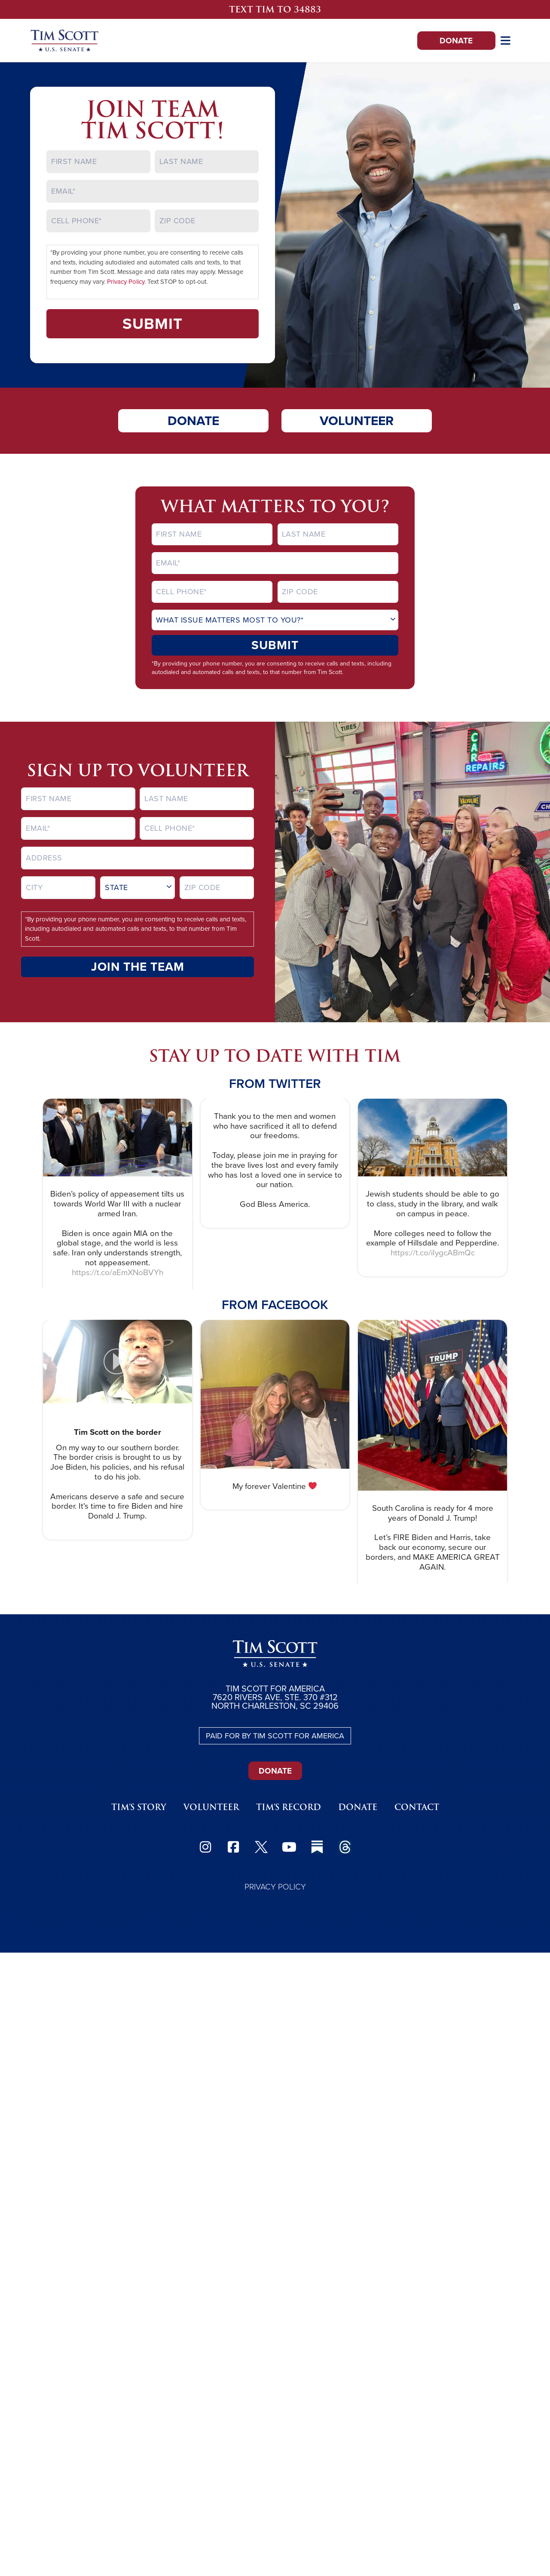 TEXT TIM TO 34883
TIM SCOTT
★ U.S. SENATE ★
DONATE
JOIN TEAM
TIM SCOTT!
FIRST NAME
LAST NAME
EMAIL*
CELL PHONE*
ZIP CODE
*By providing your phone number, you are consenting to receive calls
and texts, including autodialed and automated calls and texts, to that
number from Tim Scott. Message and data rates may apply. Message
frequency may vary. Privacy Policy. Text STOP to opt-out.
SUBMIT
DONATE
VOLUNTEER
WHAT MATTERS TO YOU?
FIRST NAME
LAST NAME
EMAIL*
CELL PHONE*
ZIP CODE
WHAT ISSUE MATTERS MOST TO YOU?*
SUBMIT
*By providing your phone number, you are consenting to receive calls and texts, including
autodialed and automated calls and texts, to that number from Tim Scott.
SIGN UP TO VOLUNTEER
FIRST NAME
LAST NAME
EMAIL*
CELL PHONE*
ADDRESS
CITY
STATE
ZIP CODE
*By providing your phone number, you are consenting to receive calls and texts,
including autodialed and automated calls and texts, to that number from Tim
Scott.
JOIN THE TEAM
TIRES
CAR
REPAIRS
STAY UP TO DATE WITH TIM
FROM TWITTER
Biden's policy of appeasement tilts us
towards World War III with a nuclear
armed Iran.
Biden is once again MIA on the
global stage, and the world is less
safe. Iran only understands strength,
not appeasement.
https://t.co/aEmXNoBVYh
Thank you to the men and women
who have sacrificed it all to defend
our freedoms.
Today, please join me in praying for
the brave lives lost and every family
who has lost a loved one in service to
our nation.
God Bless America.
Jewish students should be able to go
to class, study in the library, and walk
on campus in peace.
More colleges need to follow the
example of Hillsdale and Pepperdine.
https://t.co/iIygcABmQc
FROM FACEBOOK
Tim Scott on the border
On my way to our southern border.
The border crisis is brought to us by
Joe Biden, his policies, and his refusal
to do his job.
Americans deserve a safe and secure
border. It's time to fire Biden and hire
Donald J. Trump.
My forever Valentine ❤️
TRUMP
South Carolina is ready for 4 more
years of Donald J. Trump!
Let's FIRE Biden and Harris, take
back our economy, secure our
borders, and MAKE AMERICA GREAT
AGAIN.
TIM SCOTT
★ U.S. SENATE ★
TIM SCOTT FOR AMERICA
7620 RIVERS AVE, STE. 370 #312
NORTH CHARLESTON, SC 29406
PAID FOR BY TIM SCOTT FOR AMERICA
DONATE
TIM'S STORY
VOLUNTEER
TIM'S RECORD
DONATE
CONTACT
PRIVACY POLICY